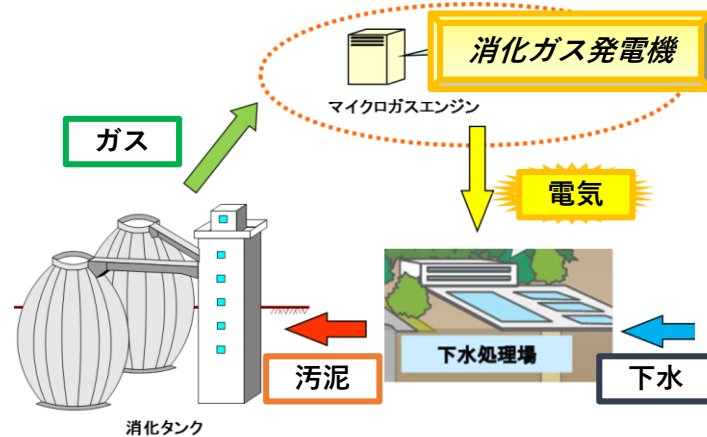 消化ガス発電機
マイクロガスエンジン
ガス
電気
下水処理場
汚泥
下水
消化タンク